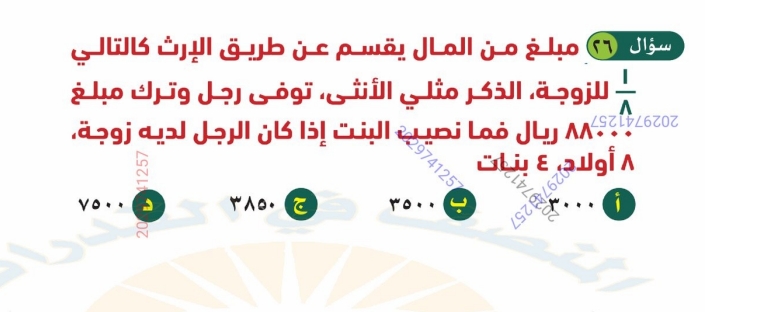 سؤال ٢٦ مبلغ من المال يقسم عن طريق الإرث كالتالي
١/٨ للزوجة، الذكر مثلي الأنثى، توفى رجل وترك مبلغ
٨٨٠٠٠ ريال فما نصيب البنت إذا كان الرجل لديه زوجة،
٨ أولاد، ٤ بنات
أ ٣٠٠٠ ب ٣٥٠٠ ج ٣٨٥٠ د ٧٥٠٠
2029741257
2029741257